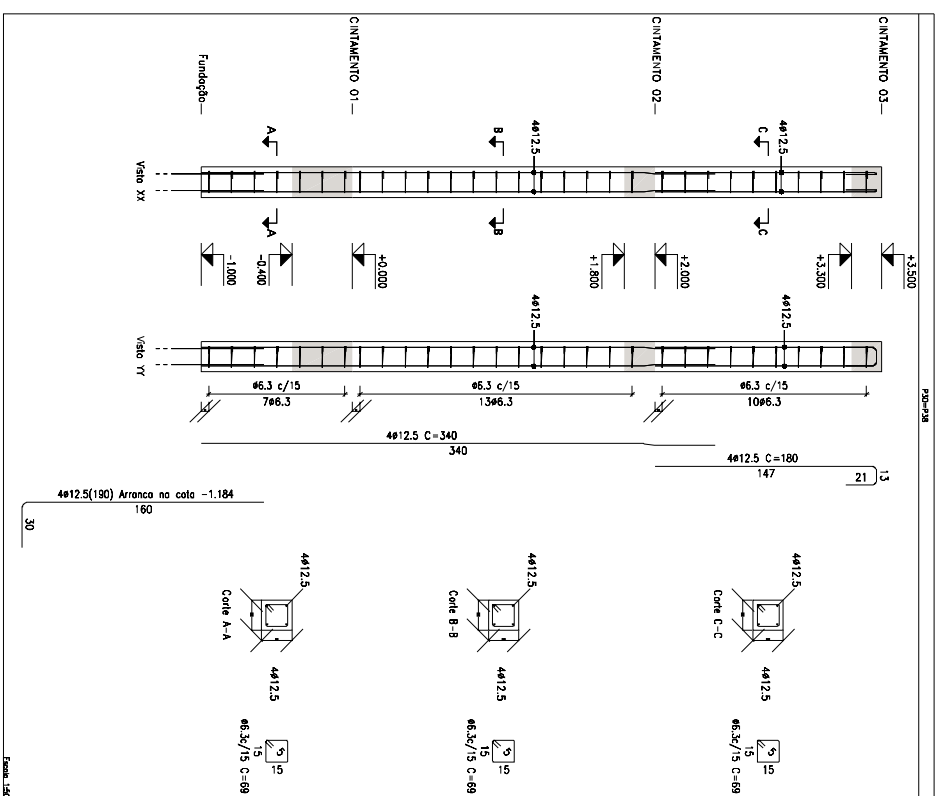 P30=P38
CINTAMENTO 03
CINTAMENTO 02
CINTAMENTO 01
Fundação
A
B
4ø12.5
C
4ø12.5
Vista XX
A
B
C
-1.000
-0.400
+0.000
+1.800
+2.000
+3.300
+3.500
4ø12.5
4ø12.5
Vista YY
ø6.3 c/15
7ø6.3
ø6.3 c/15
13ø6.3
ø6.3 c/15
10ø6.3
4ø12.5 C=340
340
4ø12.5 C=180
147
21
13
4ø12.5(190) Arranca na cota -1.184
160
30
4ø12.5
Corte A-A
4ø12.5
Corte B-B
4ø12.5
Corte C-C
4ø12.5
4ø12.5
4ø12.5
15
15
ø6.3c/15 C=69
15
15
ø6.3c/15 C=69
15
15
ø6.3c/15 C=69